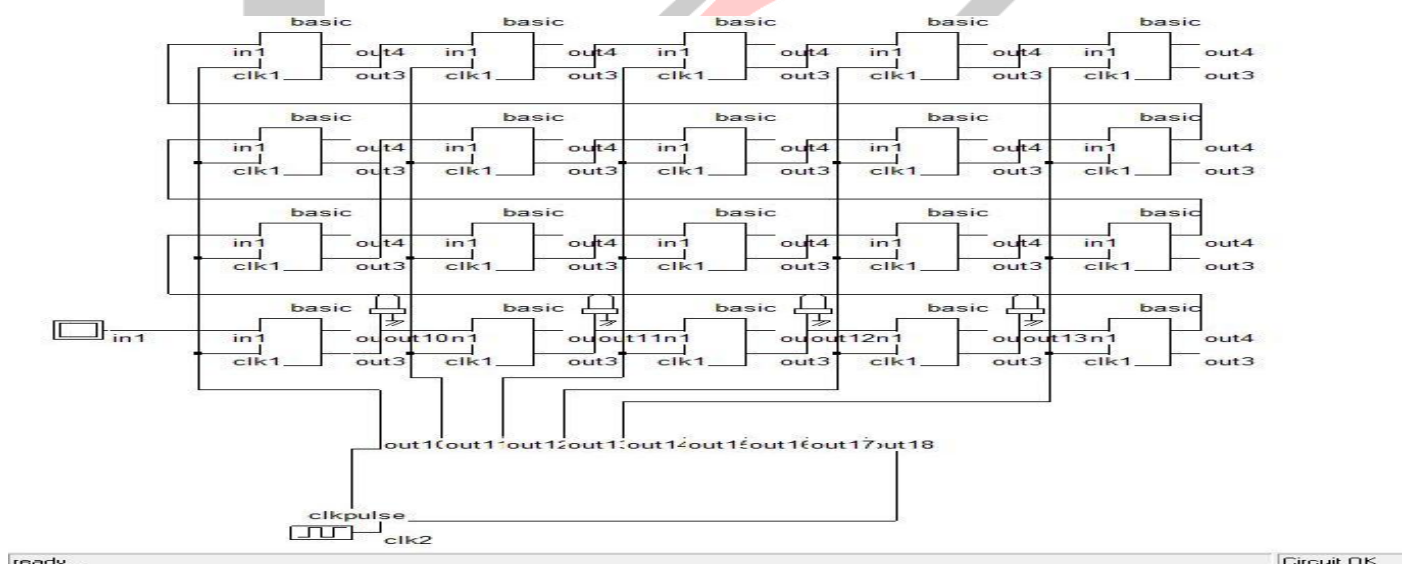 basic basic basic basic basic
in1 out4 in1 out4 in1 out4 in1 out4 in1 out4
clk1 out3 clk1 out3 clk1 out3 clk1 out3 clk1 out3
basic basic basic basic basic
in1 out4 in1 out4 in1 out4 in1 out4 in1 out4
clk1 out3 clk1 out3 clk1 out3 clk1 out3 clk1 out3
basic basic basic basic basic
in1 out4 in1 out4 in1 out4 in1 out4 in1 out4
clk1 out3 clk1 out3 clk1 out3 clk1 out3 clk1 out3
basic basic basic basic basic
in1 in1 out10 out11 out12 out13 out4
clk1 out3 clk1 out3 clk1 out3 clk1 out3 clk1 out3
out17 out18
clkpulse
clk2
ready Circuit OK